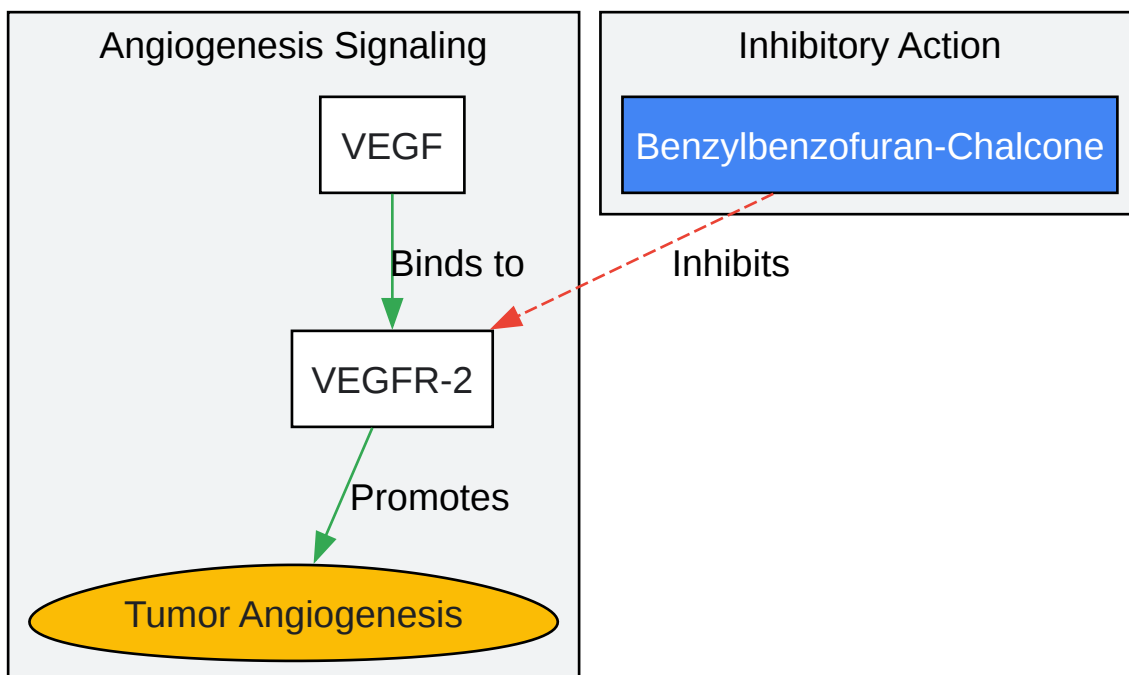 Angiogenesis Signaling
VEGF
Binds to
VEGFR-2
Promotes
Tumor Angiogenesis
Inhibitory Action
Benzylbenzofuran-Chalcone
Inhibits